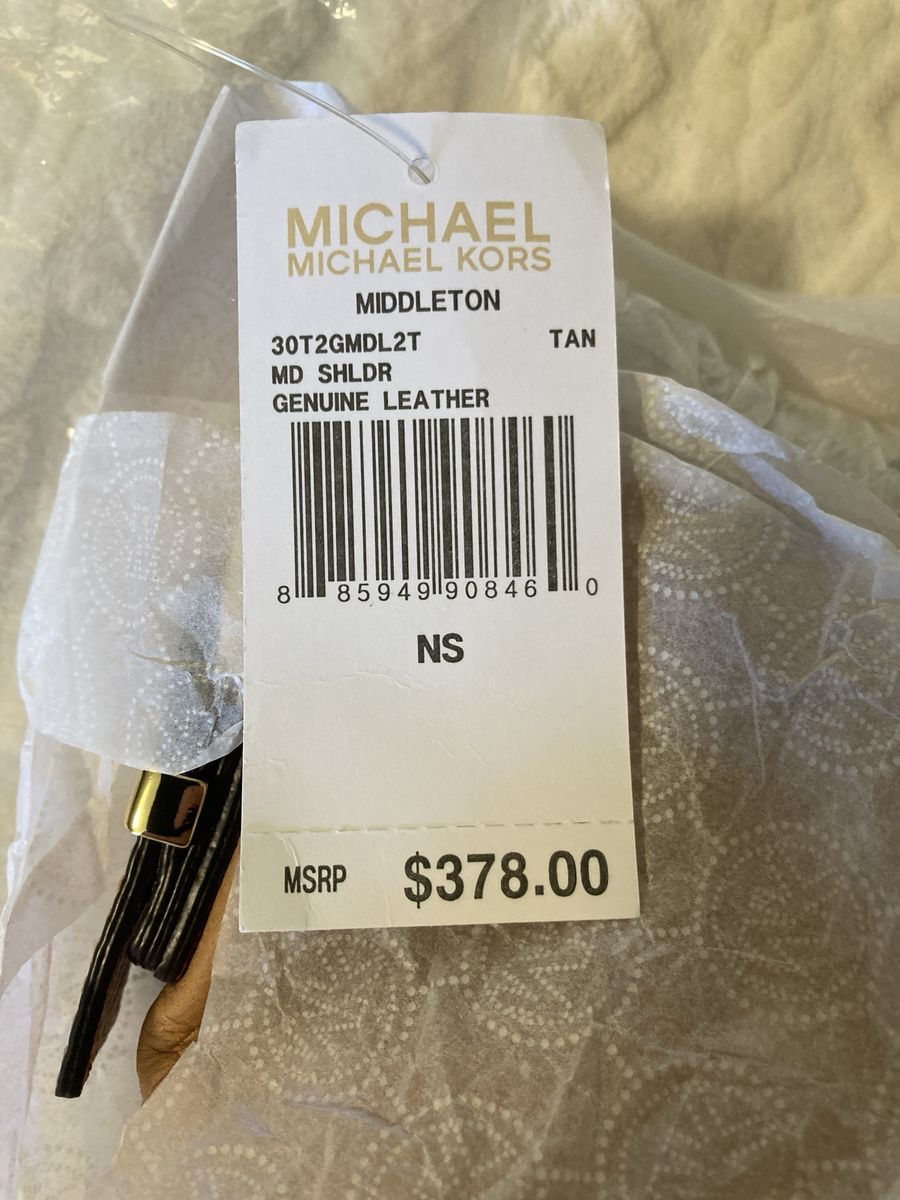 MICHAEL
MICHAEL KORS
MIDDLETON
30T2GMDL2T TAN
MD SHLDR
GENUINE LEATHER
8 85949 90846 0
NS
MSRP $378.00